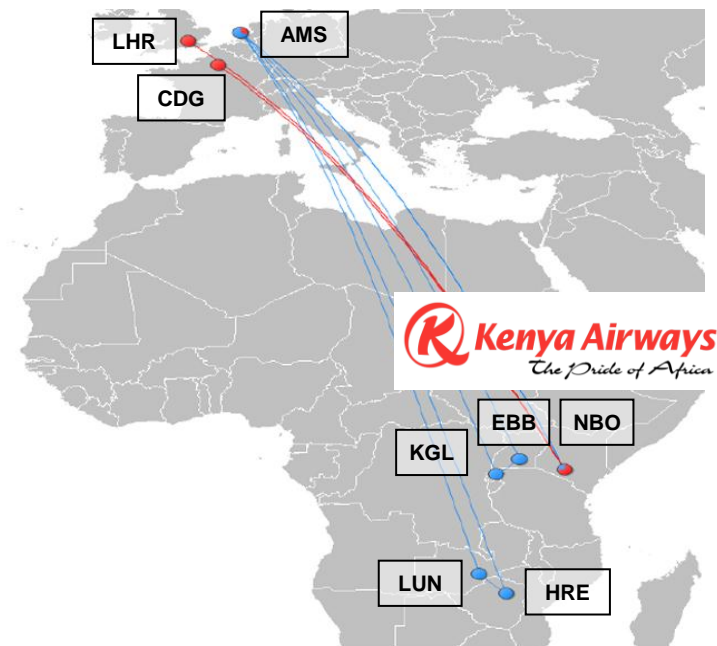 LHR
AMS
CDG
Kenya Airways
The Pride of Africa
EBB
NBO
KGL
LUN
HRE